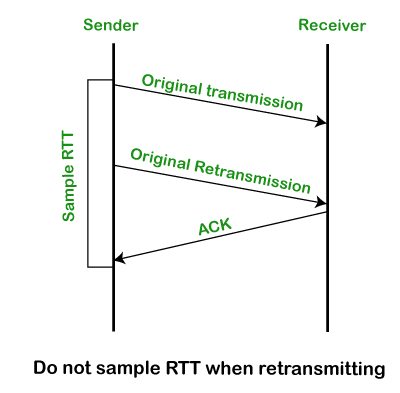 Sender
Receiver
Original transmission
Sample RTT
Original Retransmission
ACK
Do not sample RTT when retransmitting